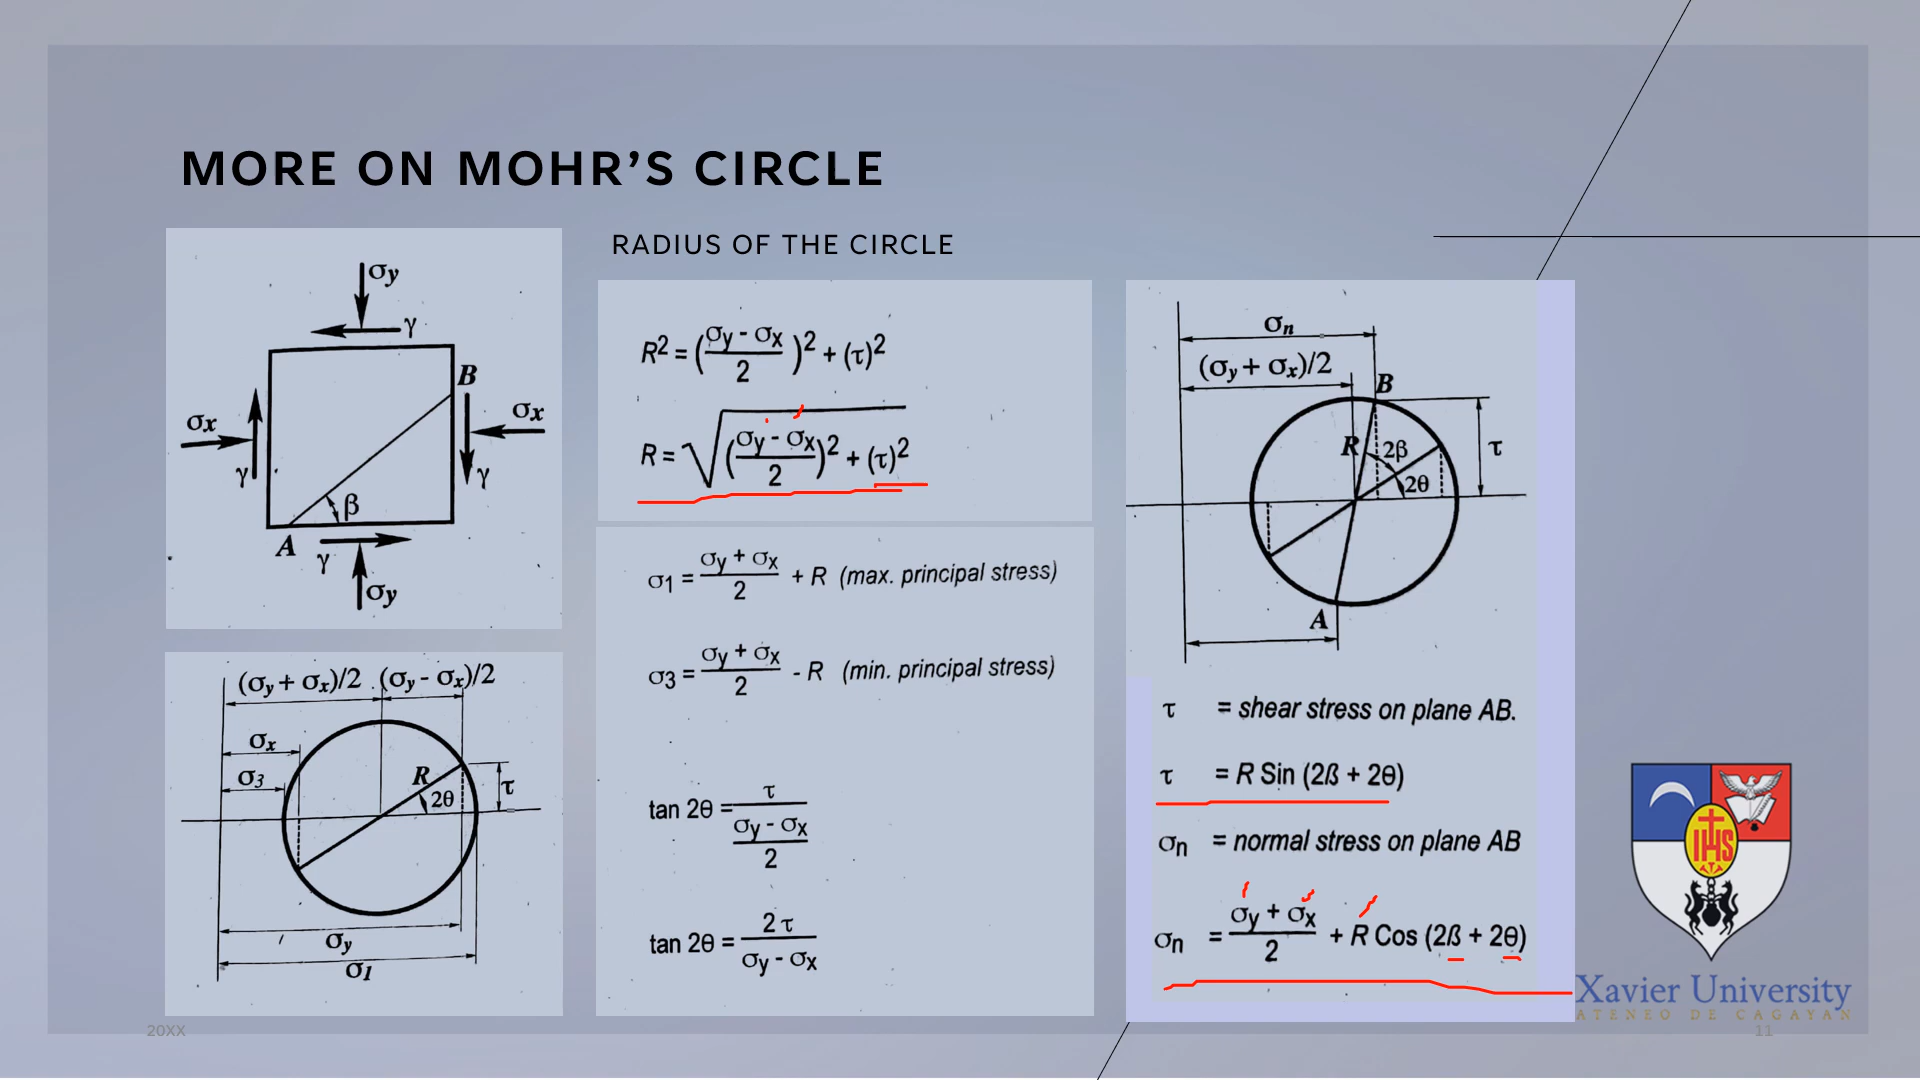 MORE ON MOHR’S CIRCLE
σy
γ
B
σx
σx
γ
γ
β
A
γ
σy
(σy + σx)/2 (σy - σx)/2
σx
σ3
R
2θ
τ
σy
σ1
RADIUS OF THE CIRCLE
R² = (σy - σx / 2)² + (τ)²
R = √(σy - σx / 2)² + (τ)²
σ1 = σy + σx / 2 + R (max. principal stress)
σ3 = σy + σx / 2 - R (min. principal stress)
tan 2θ = τ / σy - σx / 2
tan 2θ = 2 τ / σy - σx
σn
(σy + σx)/2
B
R
2β
τ
2θ
A
τ = shear stress on plane AB.
τ = R Sin (2ß + 2θ)
σn = normal stress on plane AB
σn = σy + σx / 2 + R Cos (2ß + 2θ)
IHS
Xavier University
ATENEO DE CAGAYAN
20XX
11